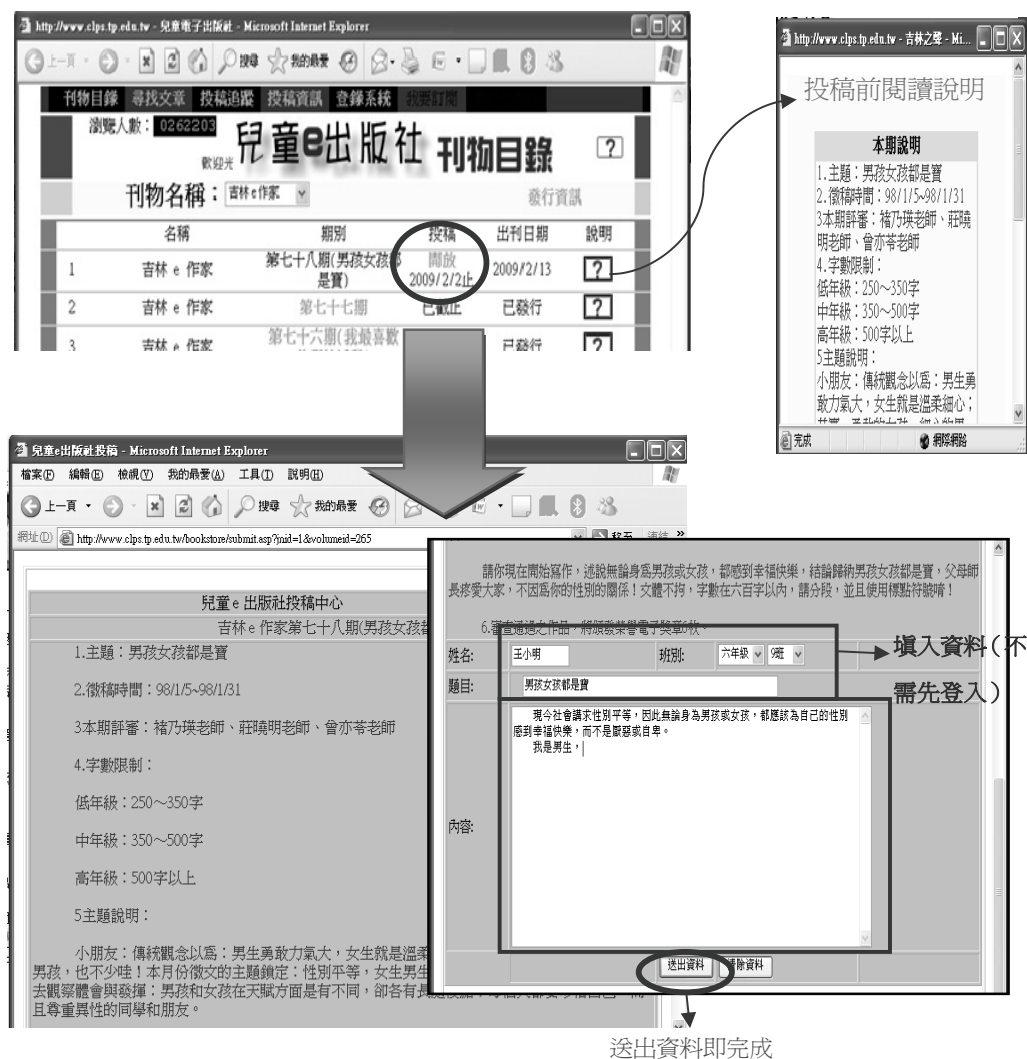 http://www.clps.tp.edu.tw - 兒童電子出版社 - Microsoft Internet Explorer
上一頁 搜尋 我的最愛
刊物目錄 尋找文章 投稿追蹤 投稿資訊 登錄系統 我要訂閱
瀏覽人數： 0262203
歡迎光
兒童e出版社 刊物目錄 ?
刊物名稱： 吉林e作家 發行資訊
名稱 期別 投稿 出刊日期 說明
1 吉林 e 作家 第七十八期(男孩女孩都是寶) 開放 2009/2/2止 2009/2/13 ?
2 吉林 e 作家 第七十七期 已截止 已發行 ?
3 吉林 e 作家 第七十六期(我最喜歡 已發行 ?
http://www.clps.tp.edu.tw - 吉林之聲 - Mi...
投稿前閱讀說明
本期說明
1.主題：男孩女孩都是寶
2.徵稿時間：98/1/5~98/1/31
3本期評審：褚乃瑛老師、莊曉
明老師、曾亦苓老師
4.字數限制：
低年級：250～350字
中年級：350～500字
高年級：500字以上
5主題說明：
小朋友：傳統觀念以為：男生勇
敢力氣大，女生就是溫柔細心；
完成 網際網路
兒童e出版社投稿 - Microsoft Internet Explorer
檔案(F) 編輯(E) 檢視(V) 我的最愛(A) 工具(T) 說明(H)
上一頁 搜尋 我的最愛
網址(D) http://www.clps.tp.edu.tw/bookstore/submit.asp?jnid=1&volumeid=265 移至 連結 »
兒童 e 出版社投稿中心
吉林 e 作家第七十八期(男孩女孩都
1.主題：男孩女孩都是寶
2.徵稿時間：98/1/5~98/1/31
3本期評審：褚乃瑛老師、莊曉明老師、曾亦苓老師
4.字數限制：
低年級：250～350字
中年級：350～500字
高年級：500字以上
5主題說明：
小朋友：傳統觀念以為：男生勇敢力氣大，女生就是溫柔
男孩，也不少哇！本月份徵文的主題鎖定：性別平等，女生男生
去觀察體會與發揮：男孩和女孩在天賦方面是有不同，卻各有長
且尊重異性的同學和朋友。
請你現在開始寫作，述說無論身為男孩或女孩，都感到幸福快樂，結論歸納男孩女孩都是寶，父母師
長疼愛大家，不因為你的性別的關係！文體不拘，字數在六百字以內，請分段，並且使用標點符號唷！
6.審查通過之作品，將頒發榮譽電子獎章6枚。
姓名: 王小明 班別: 六年級 9班
題目: 男孩女孩都是寶
現今社會講求性別平等，因此無論身為男孩或女孩，都應該為自己的性別
感到幸福快樂，而不是厭惡或自卑。
我是男生，
內容:
送出資料 清除資料
填入資料（不
需先登入）
送出資料即完成